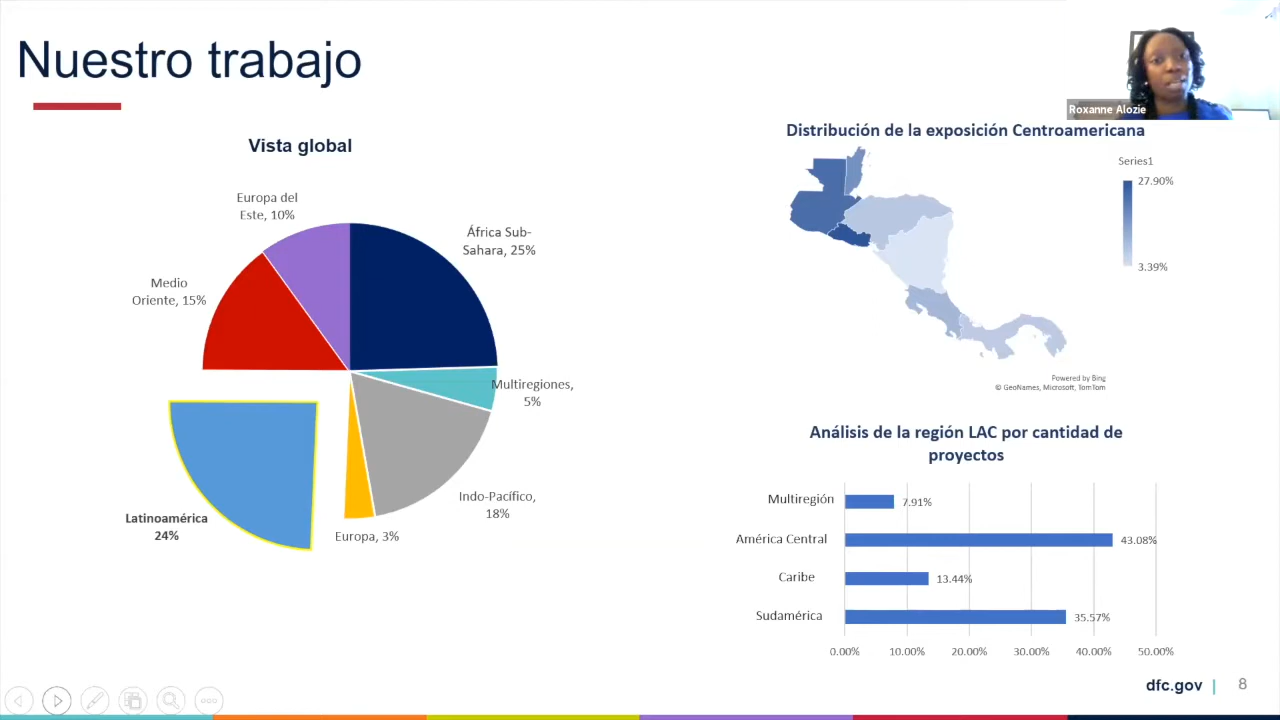 Nuestro trabajo
Roxanne Alozie
Vista global
Europa del
Este, 10%
África Sub-
Sahara, 25%
Medio
Oriente, 15%
Multiregiones,
5%
Latinoamérica
24%
Indo-Pacífico,
18%
Europa, 3%
Distribución de la exposición Centroamericana
Series1
27.90%
3.39%
Powered by Bing
© GeoNames, Microsoft, TomTom
Análisis de la región LAC por cantidad de
proyectos
Multiregión
7.91%
América Central
43.08%
Caribe
13.44%
Sudamérica
35.57%
0.00% 10.00% 20.00% 30.00% 40.00% 50.00%
dfc.gov | 8